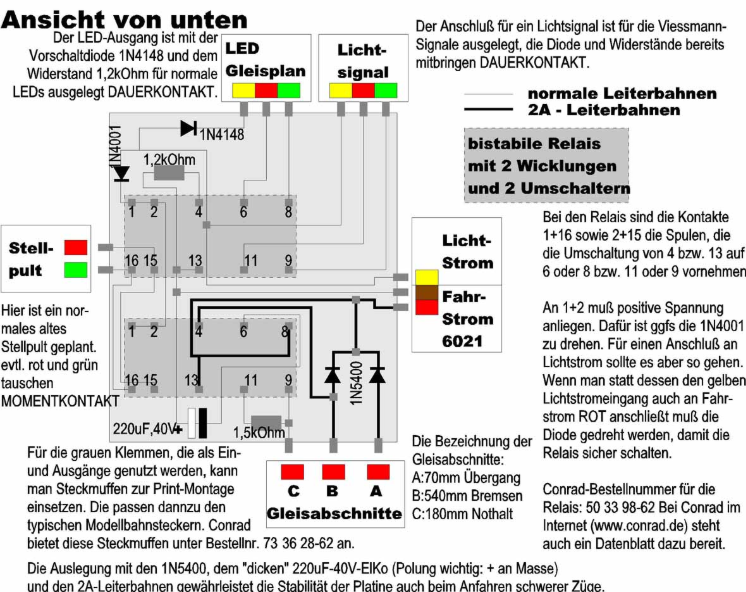 Ansicht von unten
Der LED-Ausgang ist mit der
Vorschaltdiode 1N4148 und dem
Widerstand 1,2kOhm für normale
LEDs ausgelegt DAUERKONTAKT.
LED
Gleisplan
Licht-
signal
Der Anschluß für ein Lichtsignal ist für die Viessmann-
Signale ausgelegt, die Diode und Widerstände bereits
mitbringen DAUERKONTAKT.
normale Leiterbahnen
2A - Leiterbahnen
bistabile Relais
mit 2 Wicklungen
und 2 Umschaltern
1N4001
1N4148
1,2kOhm
1 2 4 6 8
16 15 13 11 9
Stell-
pult
Licht-
Strom
Fahr-
Strom
6021
Bei den Relais sind die Kontakte
1+16 sowie 2+15 die Spulen, die
die Umschaltung von 4 bzw. 13 auf
6 oder 8 bzw. 11 oder 9 vornehmen
Hier ist ein nor-
males altes
Stellpult geplant.
evtl. rot und grün
tauschen
MOMENTKONTAKT
1 2 4 6 8
16 15 13 11 9
1N5400
220uF,40V+
1,5kOhm
An 1+2 muß positive Spannung
anliegen. Dafür ist ggfs die 1N4001
zu drehen. Für einen Anschluß an
Lichtstrom sollte es aber so gehen.
Wenn man statt dessen den gelben
Lichtstromeingang auch an Fahr-
strom ROT anschließt muß die
Diode gedreht werden, damit die
Relais sicher schalten.
Für die grauen Klemmen, die als Ein-
und Ausgänge genutzt werden, kann
man Steckmuffen zur Print-Montage
einsetzen. Die passen dannzu den
typischen Modellbahnsteckern. Conrad
bietet diese Steckmuffen unter Bestellnr. 73 36 28-62 an.
C B A
Gleisabschnitte
Die Bezeichnung der
Gleisabschnitte:
A:70mm Übergang
B:540mm Bremsen
C:180mm Nothalt
Conrad-Bestellnummer für die
Relais: 50 33 98-62 Bei Conrad im
Internet (www.conrad.de) steht
auch ein Datenblatt dazu bereit.
Die Auslegung mit den 1N5400, dem "dicken" 220uF-40V-ElKo (Polung wichtig: + an Masse)
und den 2A-Leiterbahnen gewährleistet die Stabilität der Platine auch beim Anfahren schwerer Züge.